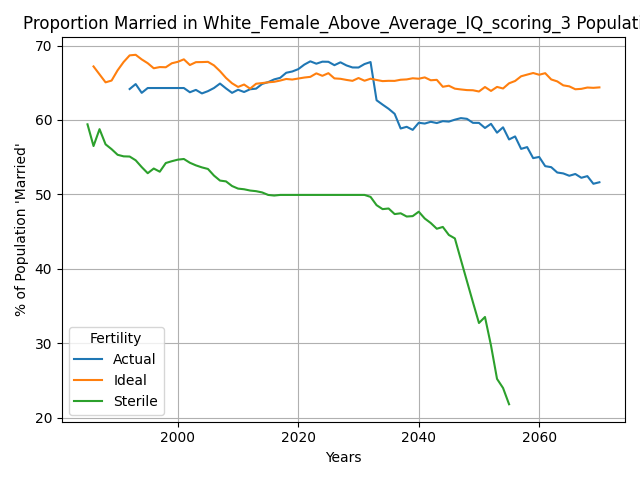 Proportion Married in White_Female_Above_Average_IQ_scoring_3 Populati
% of Population 'Married'
70
60
50
40
30
20
Fertility
Actual
Ideal
Sterile
2000 2020 2040 2060
Years